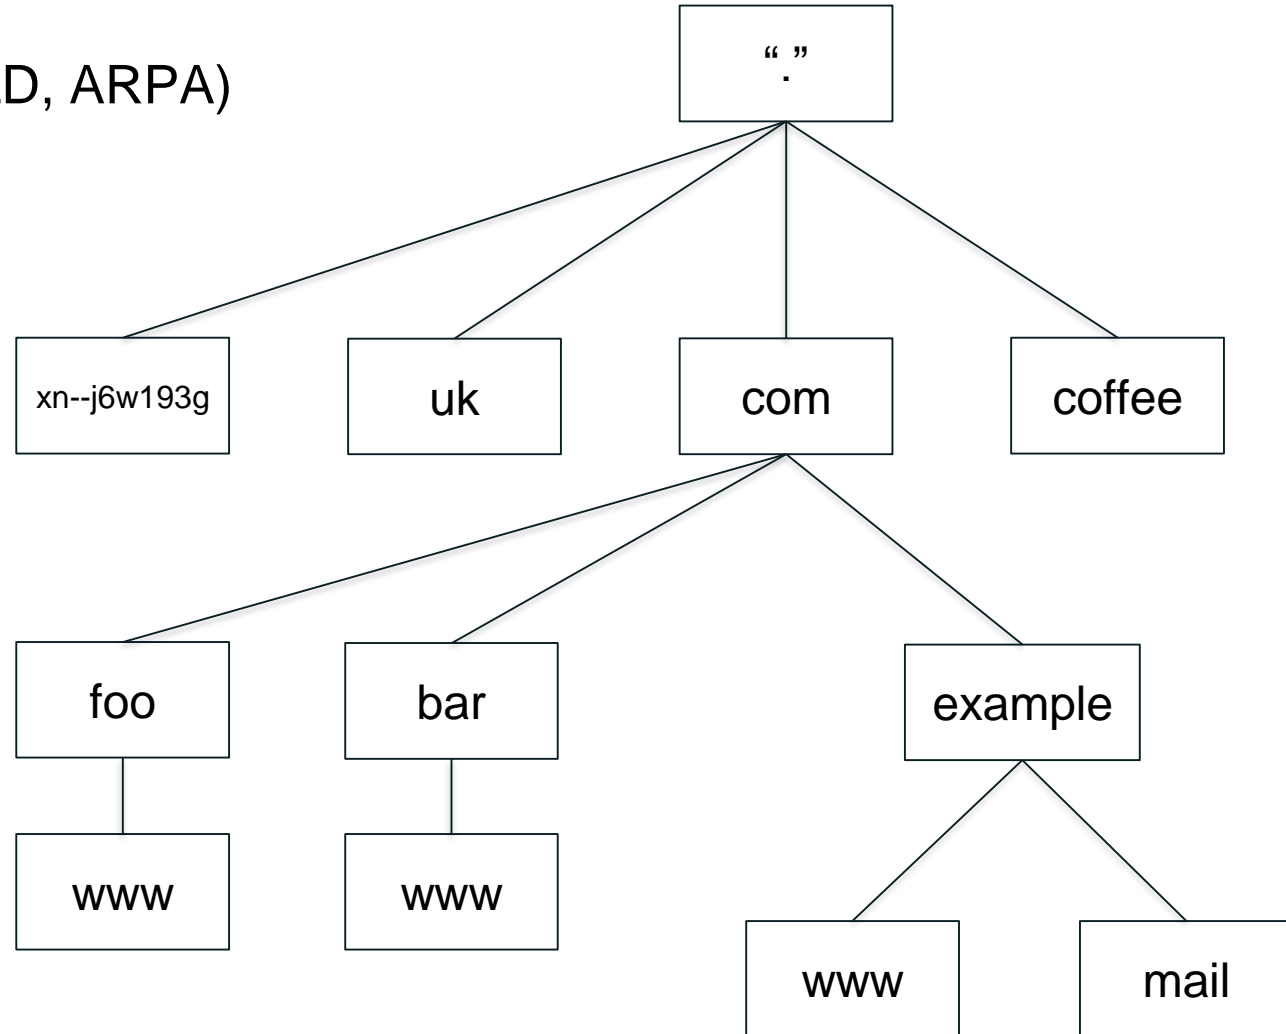 D, ARPA)
“.”
xn--j6w193g
uk
com
coffee
foo
bar
example
www
www
www
mail